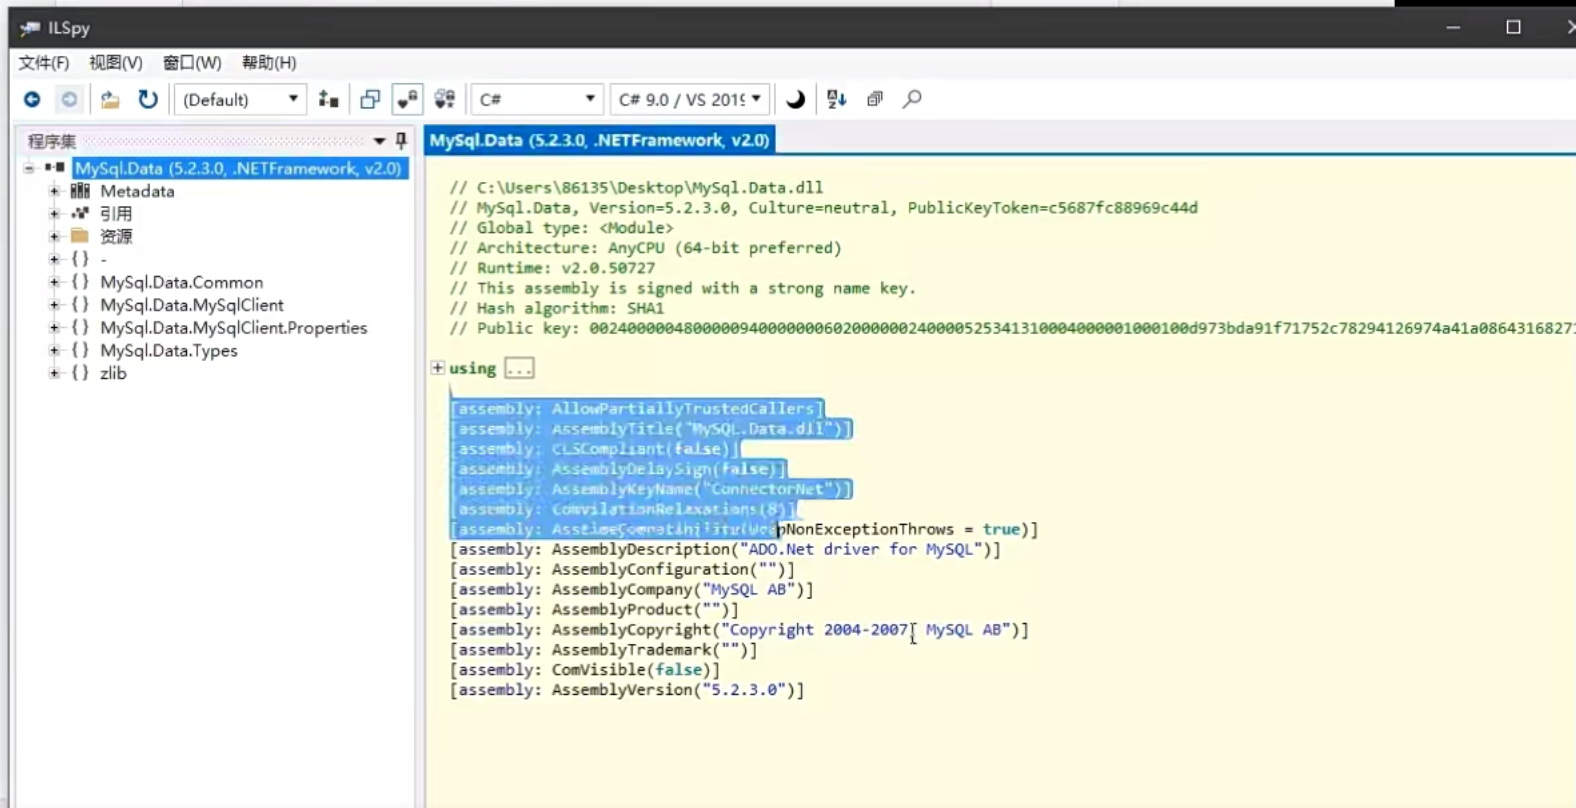 ILSpy
文件(F) 视图(V) 窗口(W) 帮助(H)
(Default) C# C# 9.0 / VS 2019
程序集
MySql.Data (5.2.3.0, .NETFramework, v2.0)
Metadata
引用
资源
{} -
{} MySql.Data.Common
{} MySql.Data.MySqlClient
{} MySql.Data.MySqlClient.Properties
{} MySql.Data.Types
{} zlib
MySql.Data (5.2.3.0, .NETFramework, v2.0)
// C:\Users\86135\Desktop\MySql.Data.dll
// MySql.Data, Version=5.2.3.0, Culture=neutral, PublicKeyToken=c5687fc88969c44d
// Global type: <Module>
// Architecture: AnyCPU (64-bit preferred)
// Runtime: v2.0.50727
// This assembly is signed with a strong name key.
// Hash algorithm: SHA1
// Public key:
using ...
[assembly: AllowPartiallyTrustedCallers]
[assembly: AssemblyTitle("MySQL.Data.dll")]
[assembly: CLSCompliant(false)]
[assembly: AssemblyDelaySign(false)]
[assembly: AssemblyKeyName("ConnectorNet")]
[assembly: CompilationRelaxations(8)]
[assembly: pNonExceptionThrows = true)]
[assembly: AssemblyDescription("ADO.Net driver for MySQL")]
[assembly: AssemblyConfiguration("")]
[assembly: AssemblyCompany("MySQL AB")]
[assembly: AssemblyProduct("")]
[assembly: AssemblyCopyright("Copyright 2004-2007, MySQL AB")]
[assembly: AssemblyTrademark("")]
[assembly: ComVisible(false)]
[assembly: AssemblyVersion("5.2.3.0")]